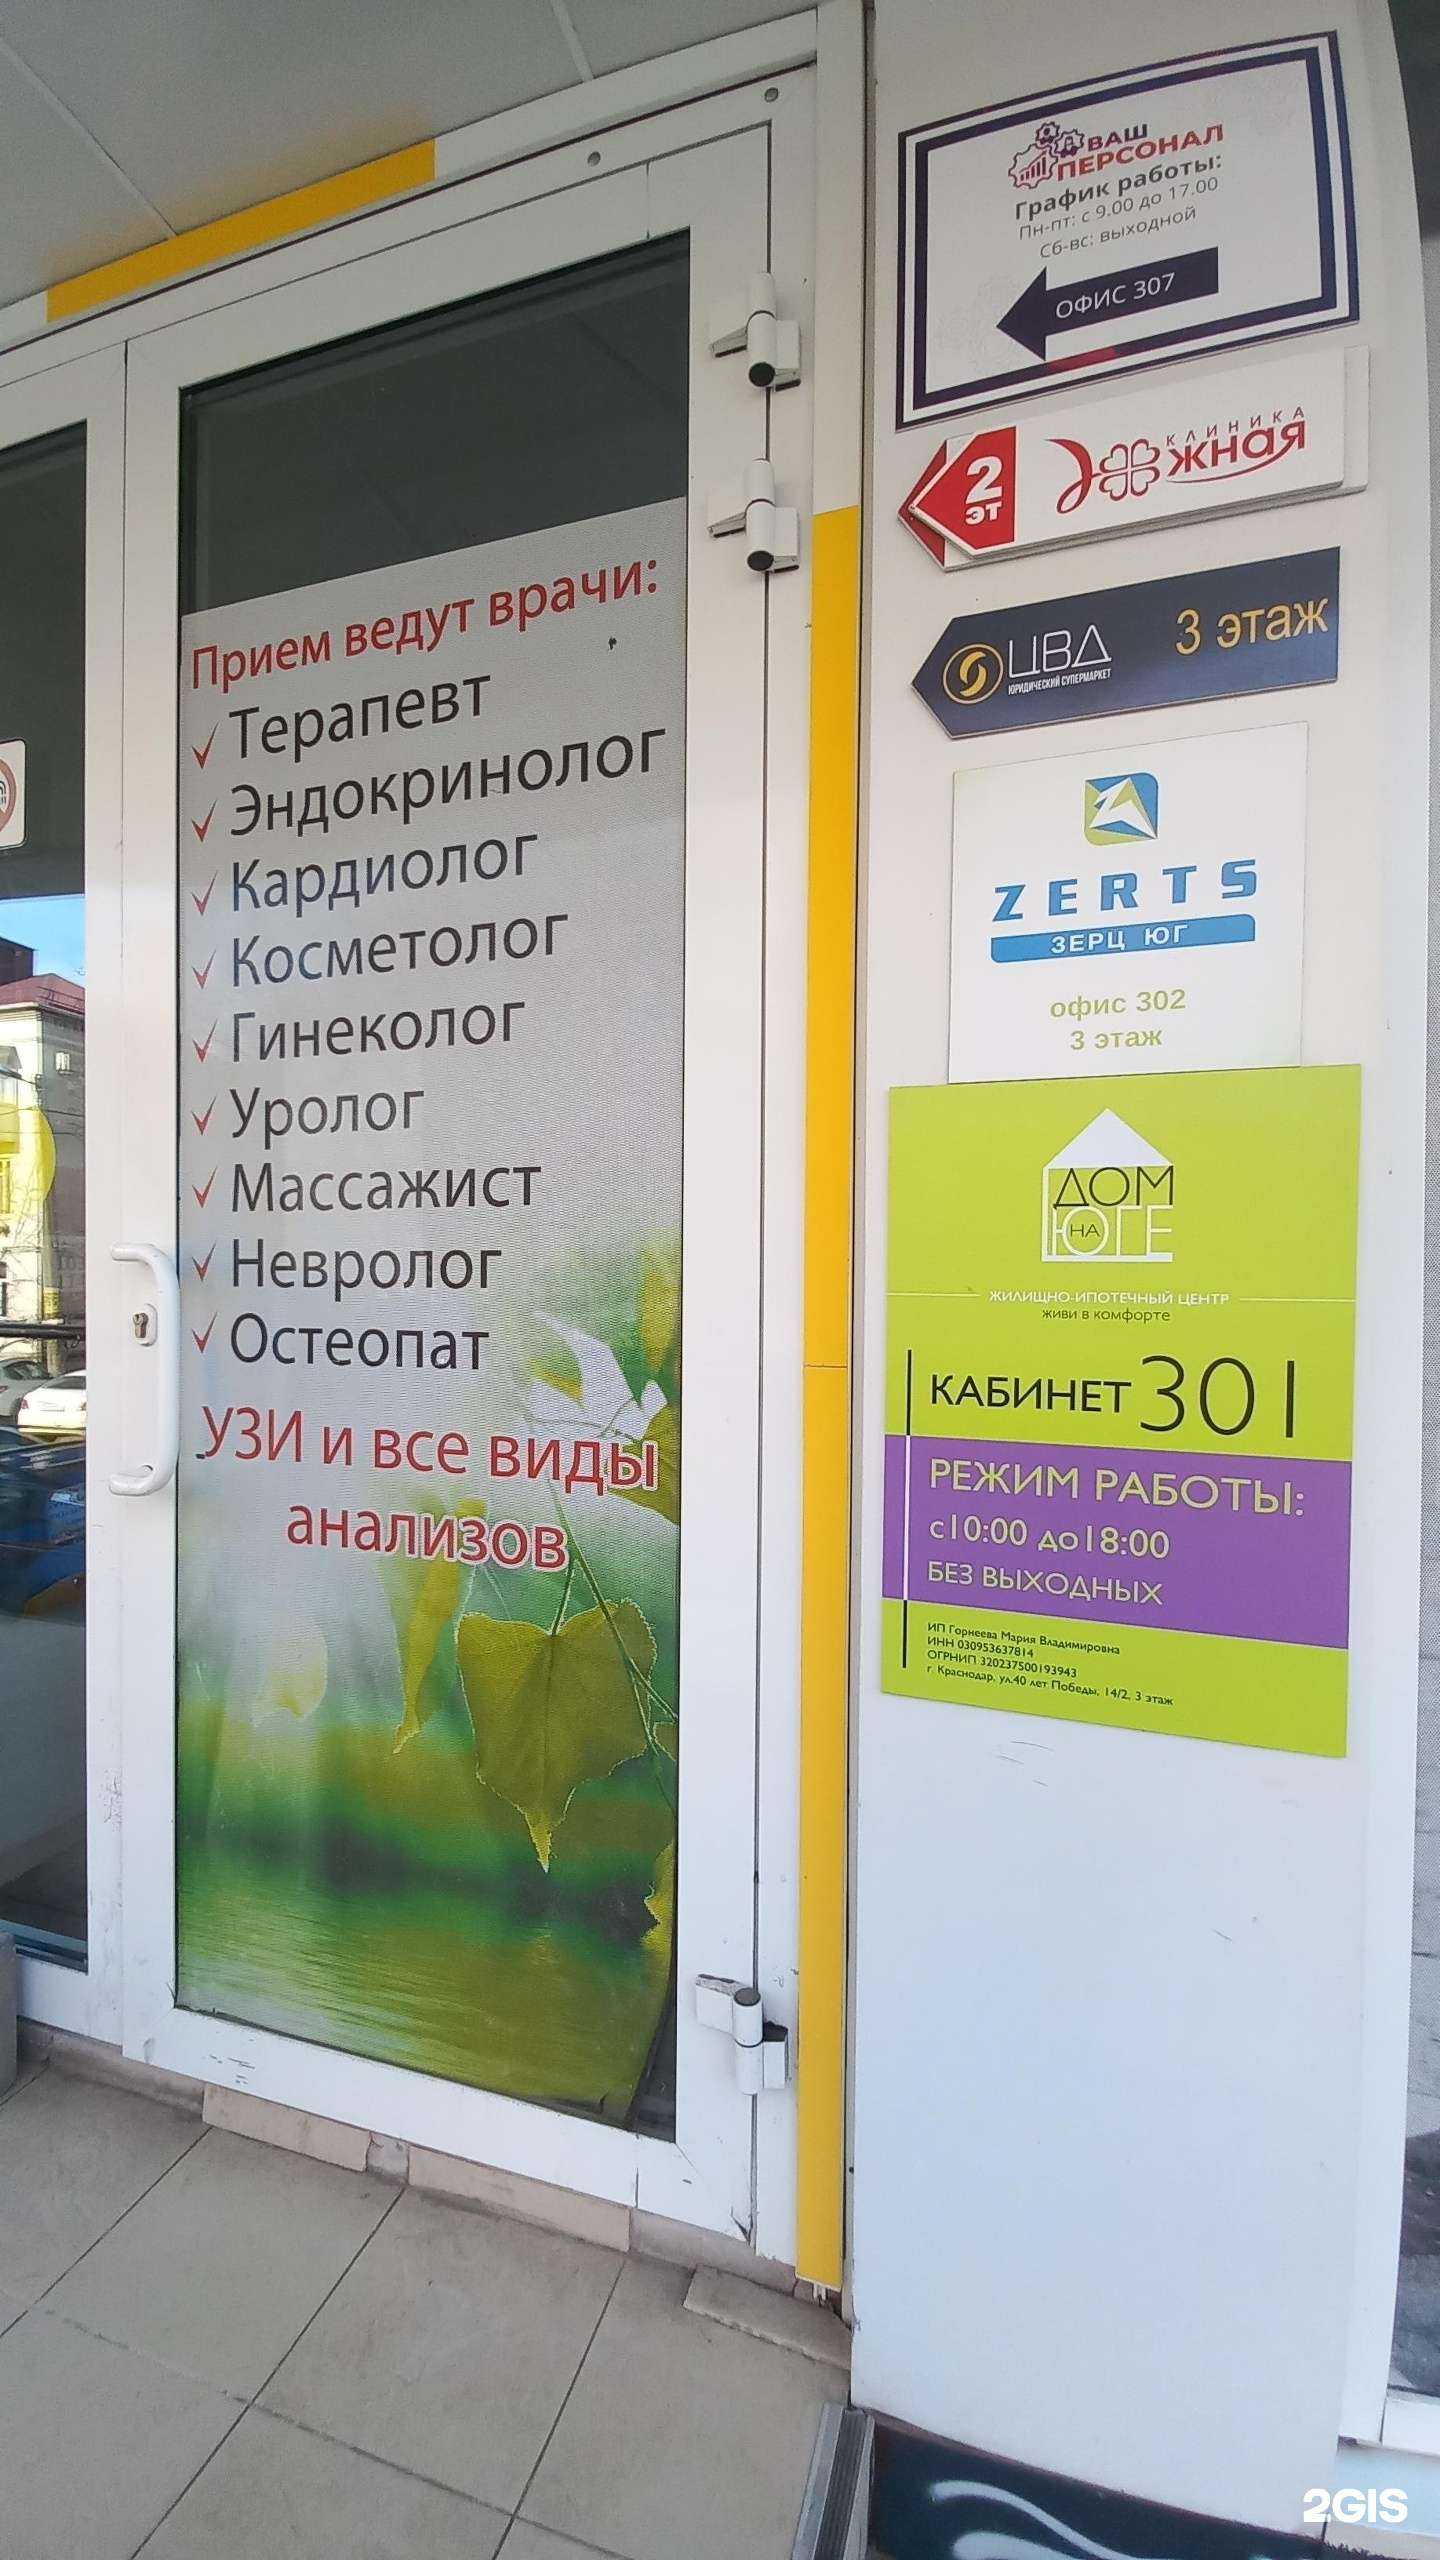 Прием ведут врачи:
Терапевт
Эндокринолог
Кардиолог
Косметолог
Гинеколог
Уролог
Массажист
Невролог
Остеопат
УЗИ и все виды
анализов
ВАШ
ПЕРСОНАЛ
График работы:
Пн-пт: с 9.00 до 17.00
Сб-вс: выходной
ОФИС 307
2
ЭТ
КЛИНИКА
Южная
ЦВД
ЮРИДИЧЕСКИЙ СУПЕРМАРКЕТ
3 этаж
ZERTS
ЗЕРЦ ЮГ
офис 302
3 этаж
ДОМ
НА
ЮГЕ
ЖИЛИЩНО-ИПОТЕЧНЫЙ ЦЕНТР
ЖИВИ В КОМФОРТЕ
КАБИНЕТ 301
РЕЖИМ РАБОТЫ:
с10:00 до18:00
БЕЗ ВЫХОДНЫХ
ИП Горнеева Мария Владимировна
ИНН 030953637814
ОГРНИП 320237500193943
г. Краснодар, ул.40 лет Победы, 14/2, 3 этаж
2GIS